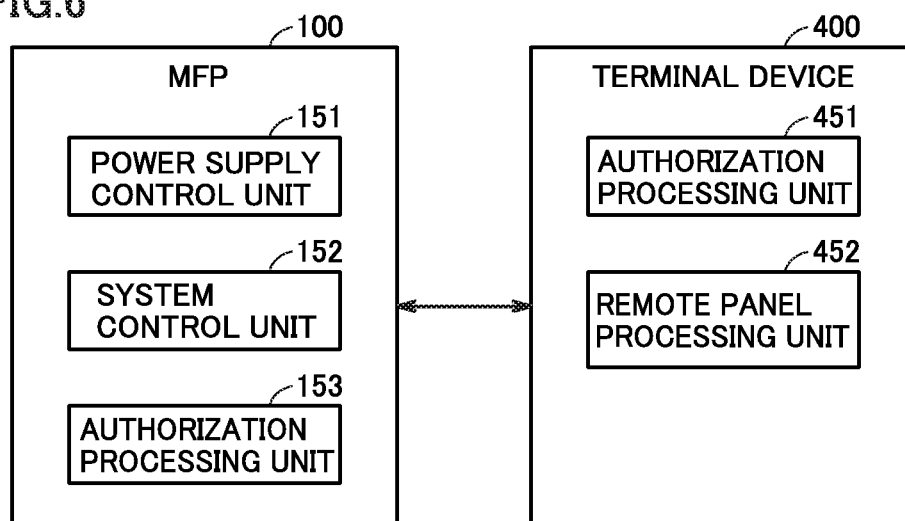 FIG.6
100
MFP
151
POWER SUPPLY
CONTROL UNIT
152
SYSTEM
CONTROL UNIT
153
AUTHORIZATION
PROCESSING UNIT
400
TERMINAL DEVICE
451
AUTHORIZATION
PROCESSING UNIT
452
REMOTE PANEL
PROCESSING UNIT